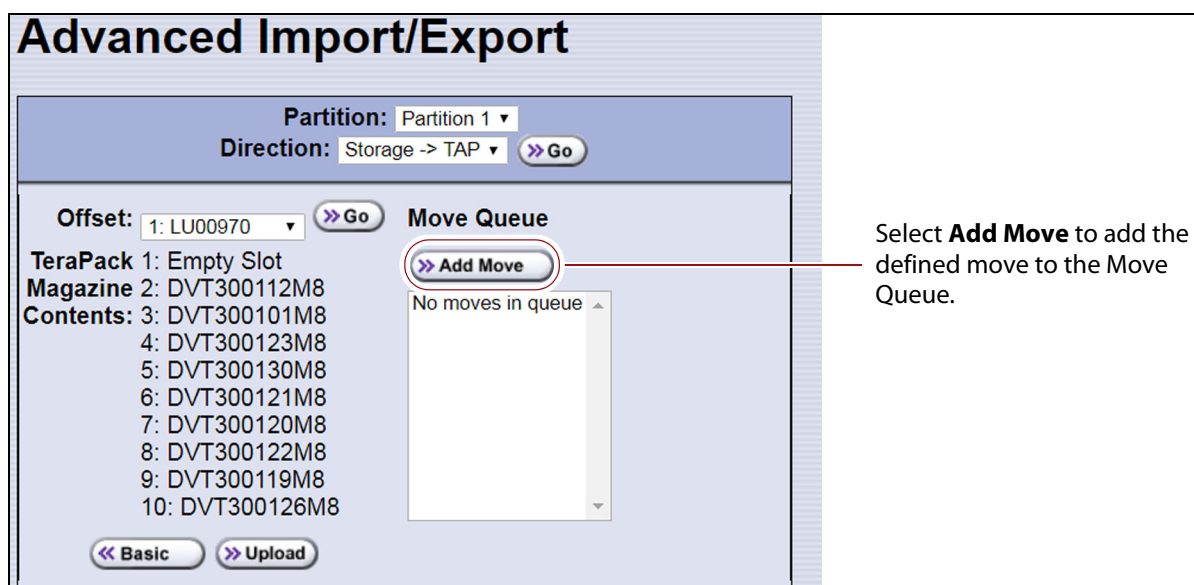 Advanced Import/Export
Partition: Partition 1
Direction: Storage -> TAP Go
Offset: 1: LU00970 Go
TeraPack 1: Empty Slot
Magazine 2: DVT300112M8
Contents: 3: DVT300101M8
4: DVT300123M8
5: DVT300130M8
6: DVT300121M8
7: DVT300120M8
8: DVT300122M8
9: DVT300119M8
10: DVT300126M8
Basic Upload
Move Queue
Add Move
No moves in queue
Select Add Move to add the
defined move to the Move
Queue.